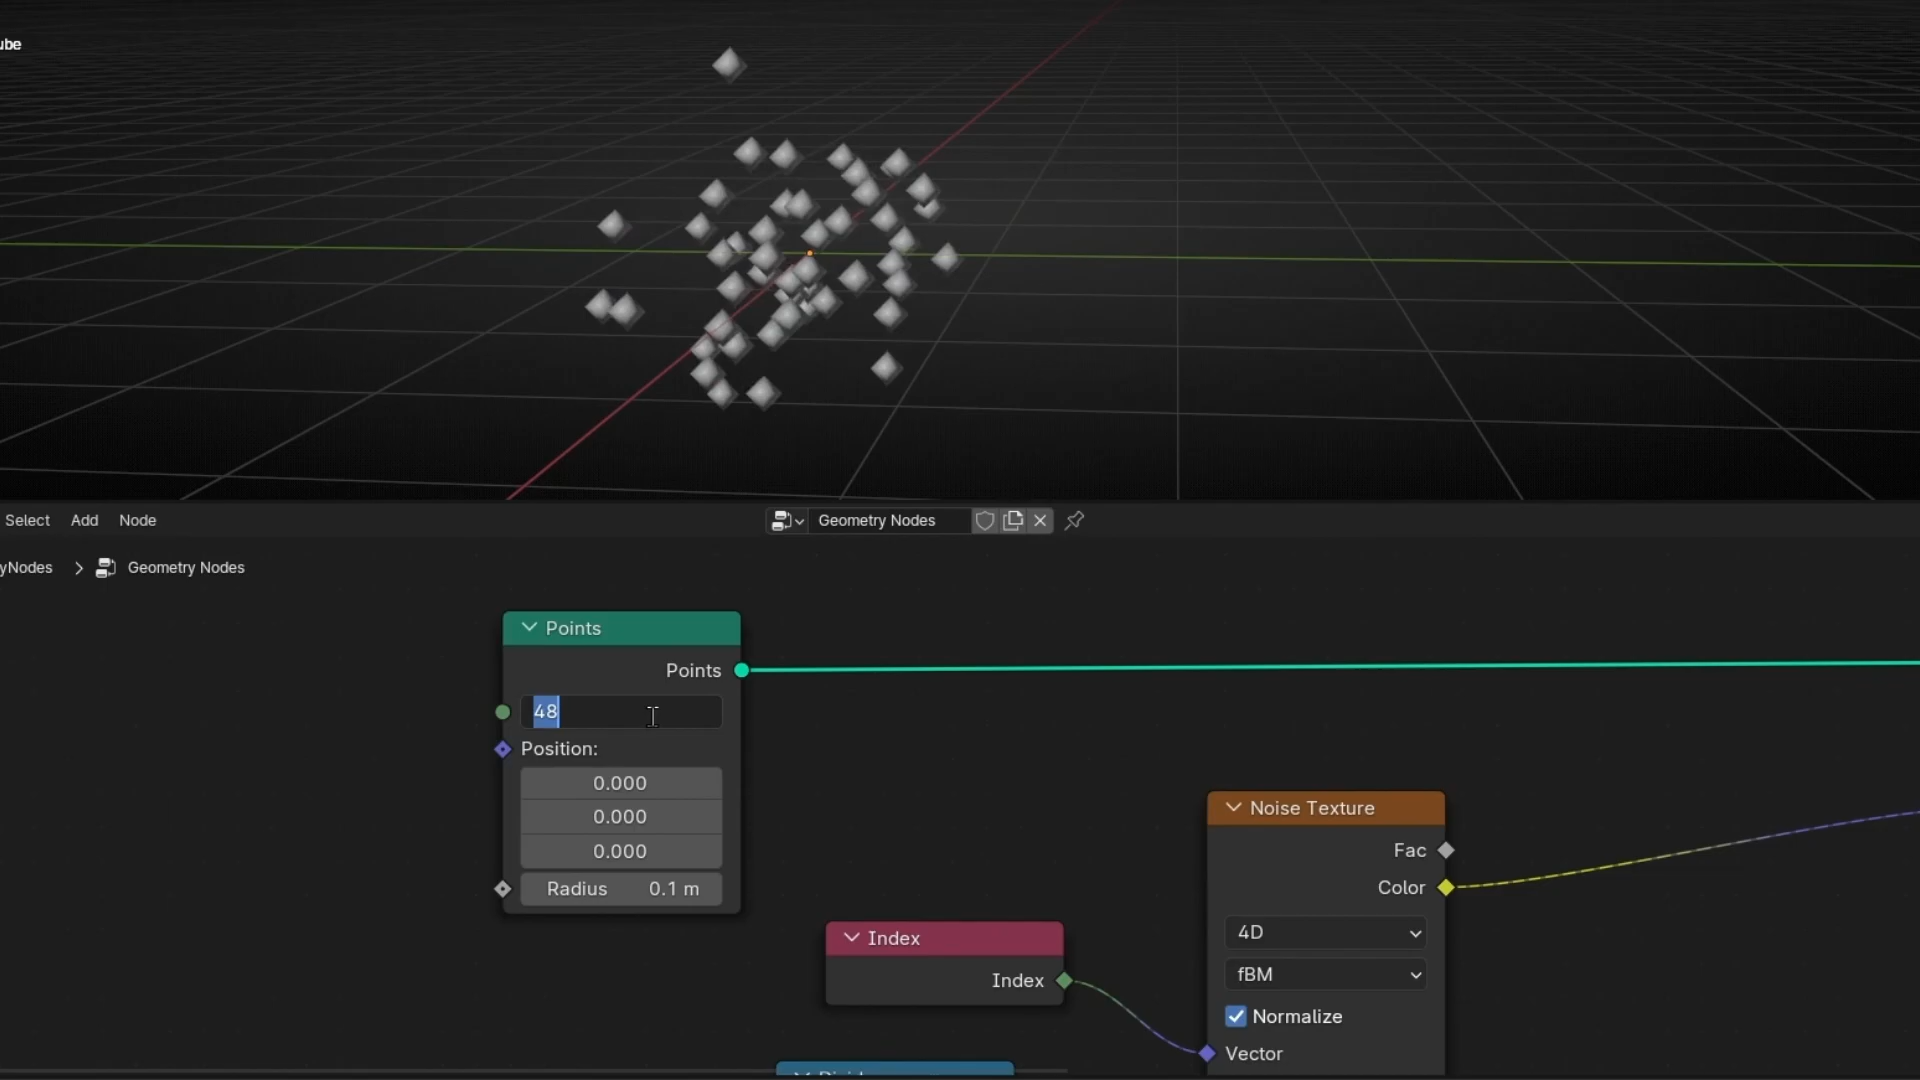 ube
Select Add Node
Geometry Nodes
yNodes > Geometry Nodes
Points
Points
48
Position:
0.000
0.000
0.000
Radius 0.1 m
Noise Texture
Fac
Color
4D
fBM
Normalize
Vector
Index
Index